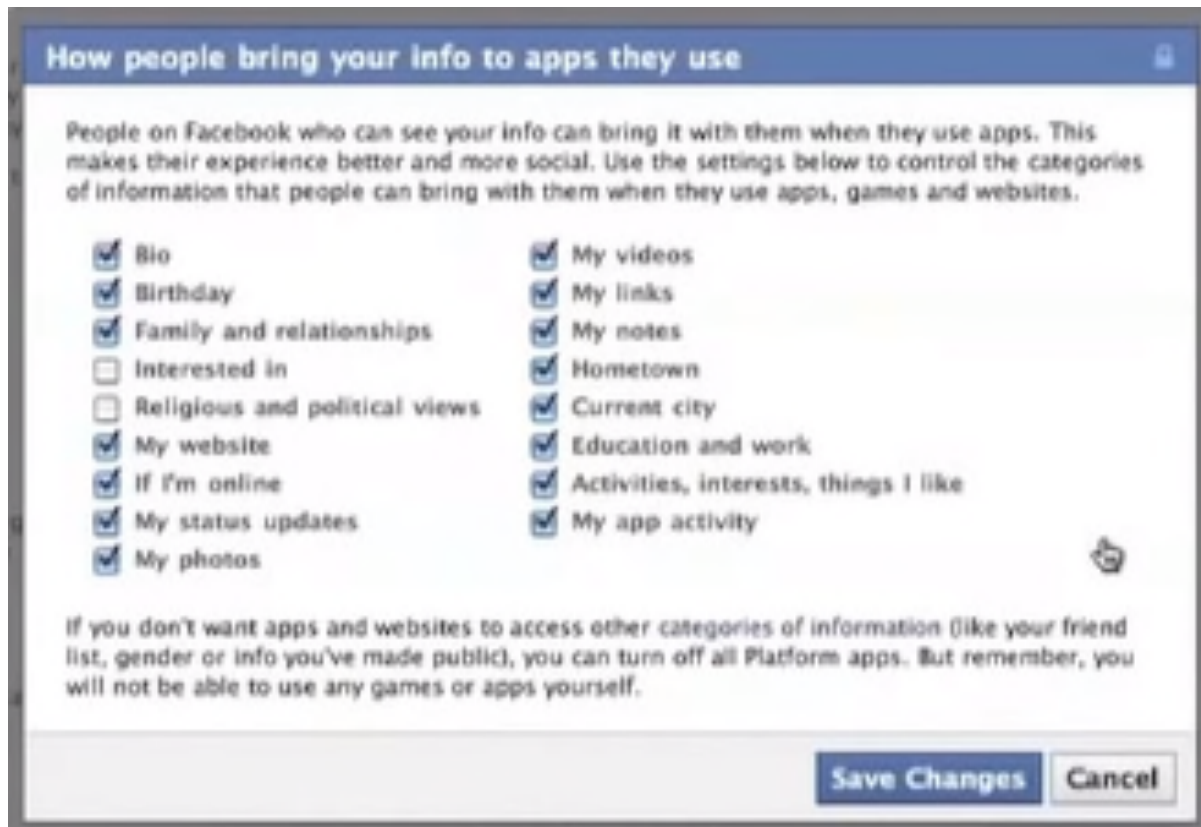 How people bring your info to apps they use
People on Facebook who can see your info can bring it with them when they use apps. This
makes their experience better and more social. Use the settings below to control the categories
of information that people can bring with them when they use apps, games and websites.
Bio
Birthday
Family and relationships
Interested in
Religious and political views
My website
If I'm online
My status updates
My photos
My videos
My links
My notes
Hometown
Current city
Education and work
Activities, interests, things I like
My app activity
If you don't want apps and websites to access other categories of information (like your friend
list, gender or info you've made public), you can turn off all Platform apps. But remember, you
will not be able to use any games or apps yourself.
Save Changes
Cancel